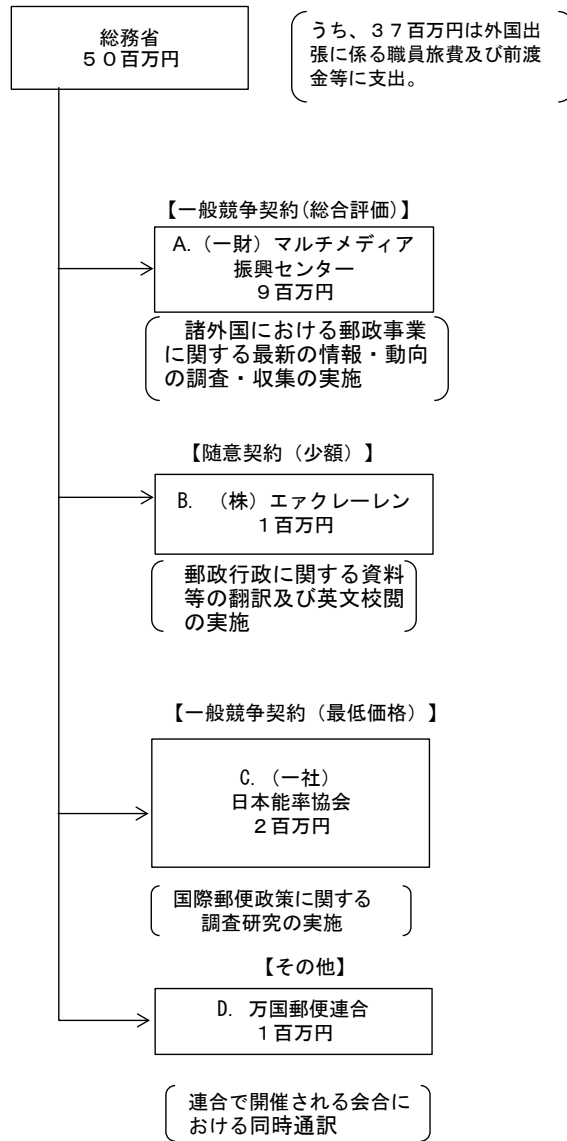 総務省
５０百万円
うち、３７百万円は外国出
張に係る職員旅費及び前渡
金等に支出。
【一般競争契約(総合評価)】
A.（一財）マルチメディア
振興センター
９百万円
諸外国における郵政事業
に関する最新の情報・動向
の調査・収集の実施
【随意契約（少額）】
B. （株）エァクレーレン
１百万円
郵政行政に関する資料
等の翻訳及び英文校閲
の実施
【一般競争契約（最低価格）】
C.（一社）
日本能率協会
２百万円
国際郵便政策に関する
調査研究の実施
【その他】
D. 万国郵便連合
１百万円
連合で開催される会合に
おける同時通訳